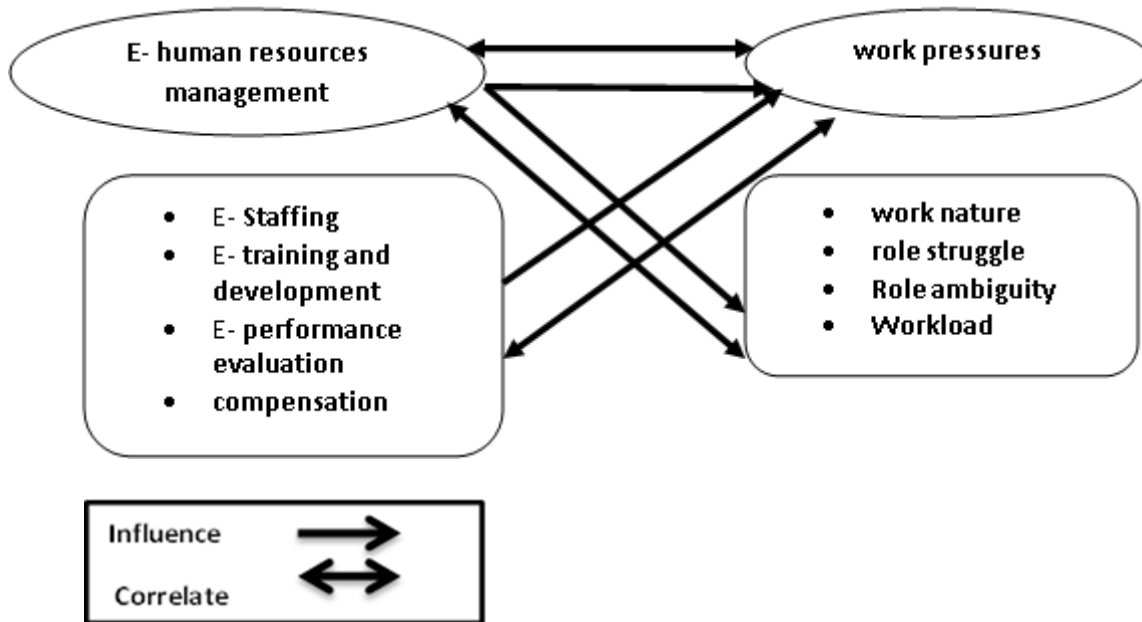 E- human resources
management
work pressures
• E- Staffing
• E- training and
development
• E- performance
evaluation
• compensation
• work nature
• role struggle
• Role ambiguity
• Workload
Influence
Correlate